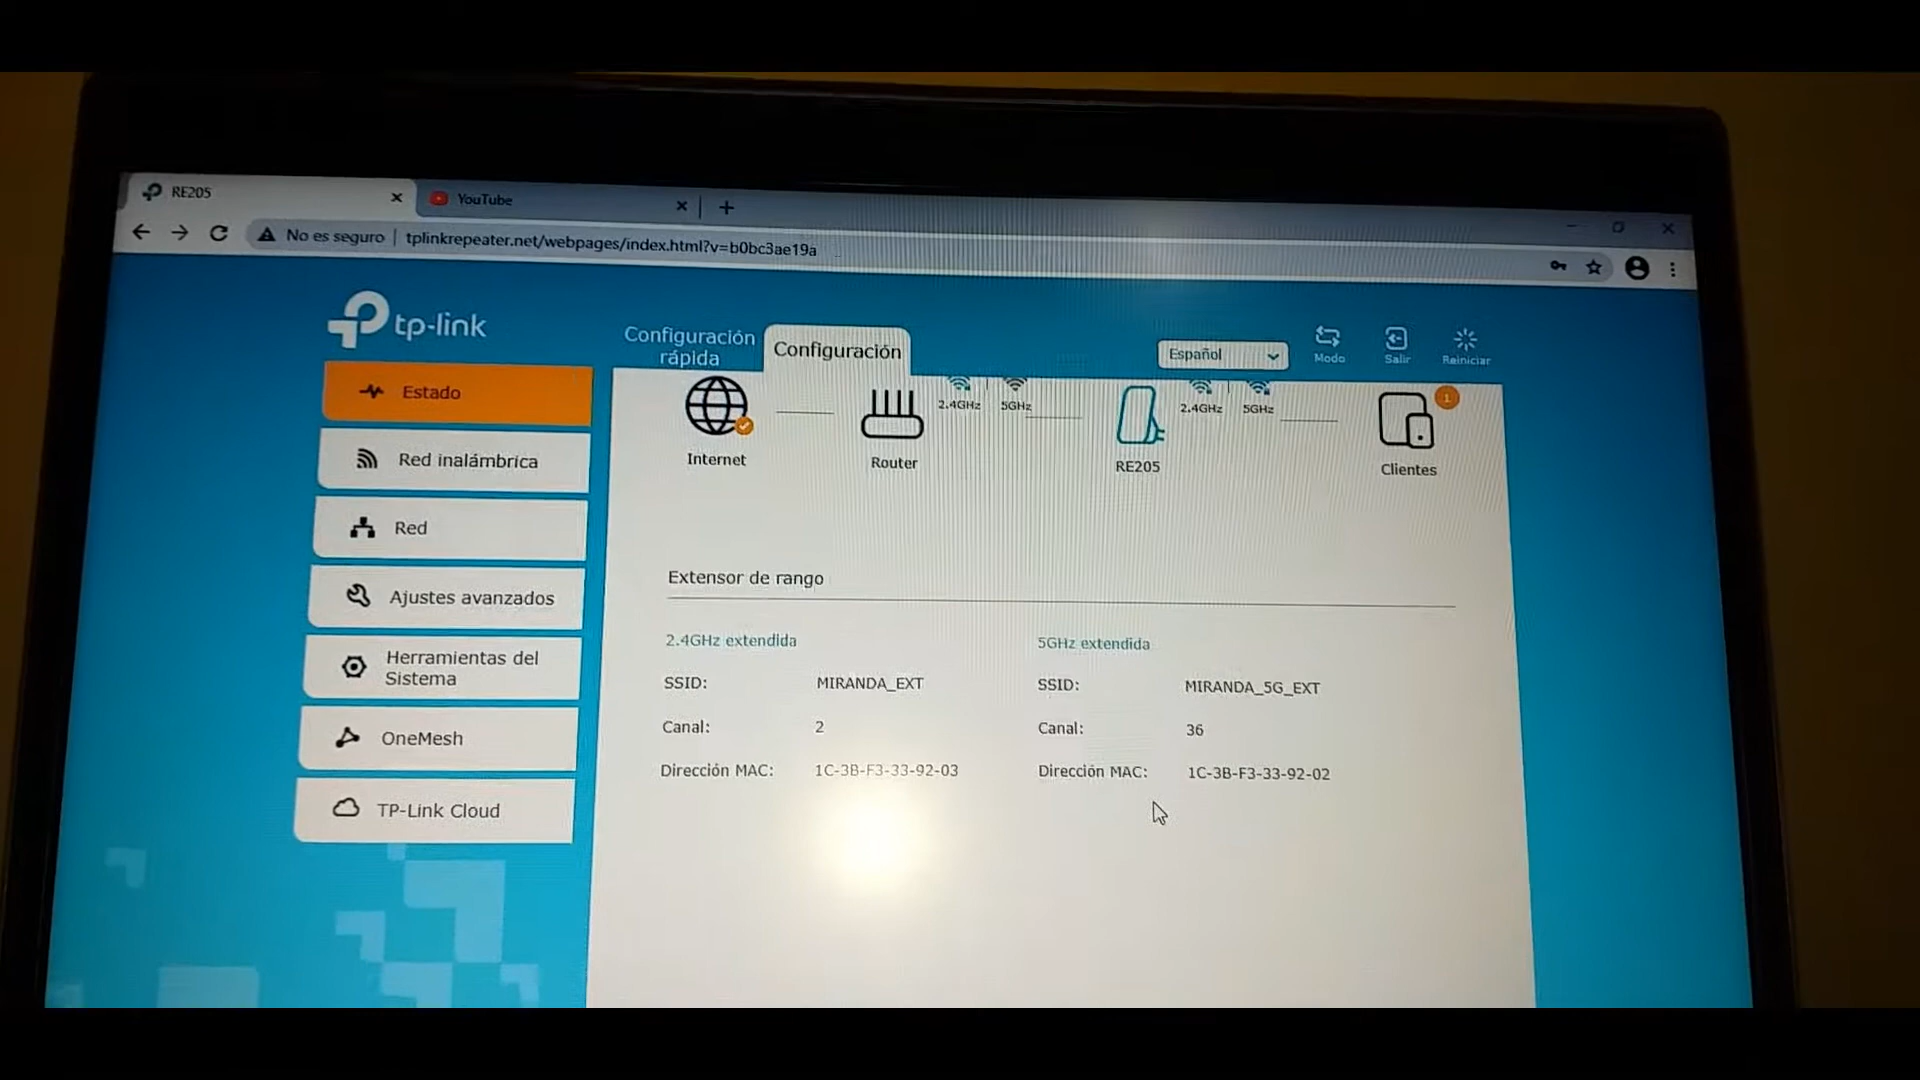 RE205
YouTube
No es seguro | tplinkrepeater.net/webpages/index.html?v=b0bc3ae19a
tp-link
Configuración
rápida
Configuración
Español
Modo
Salir
Reiniciar
Estado
Red inalámbrica
Red
Ajustes avanzados
Herramientas del
Sistema
OneMesh
TP-Link Cloud
2.4GHz 5GHz 2.4GHz 5GHz 1
Internet Router RE205 Clientes
Extensor de rango
2.4GHz extendida
SSID: MIRANDA_EXT
Canal: 2
Dirección MAC: 1C-3B-F3-33-92-03
5GHz extendida
SSID: MIRANDA_5G_EXT
Canal: 36
Dirección MAC: 1C-3B-F3-33-92-02